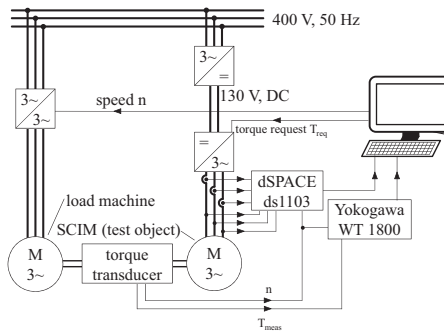 400 V, 50 Hz
3~
=
130 V, DC
3~
3~
speed n
=
3~
torque request T_req
dSPACE
ds1103
Yokogawa
WT 1800
load machine
SCIM (test object)
M
3~
torque
transducer
M
3~
n
T_meas